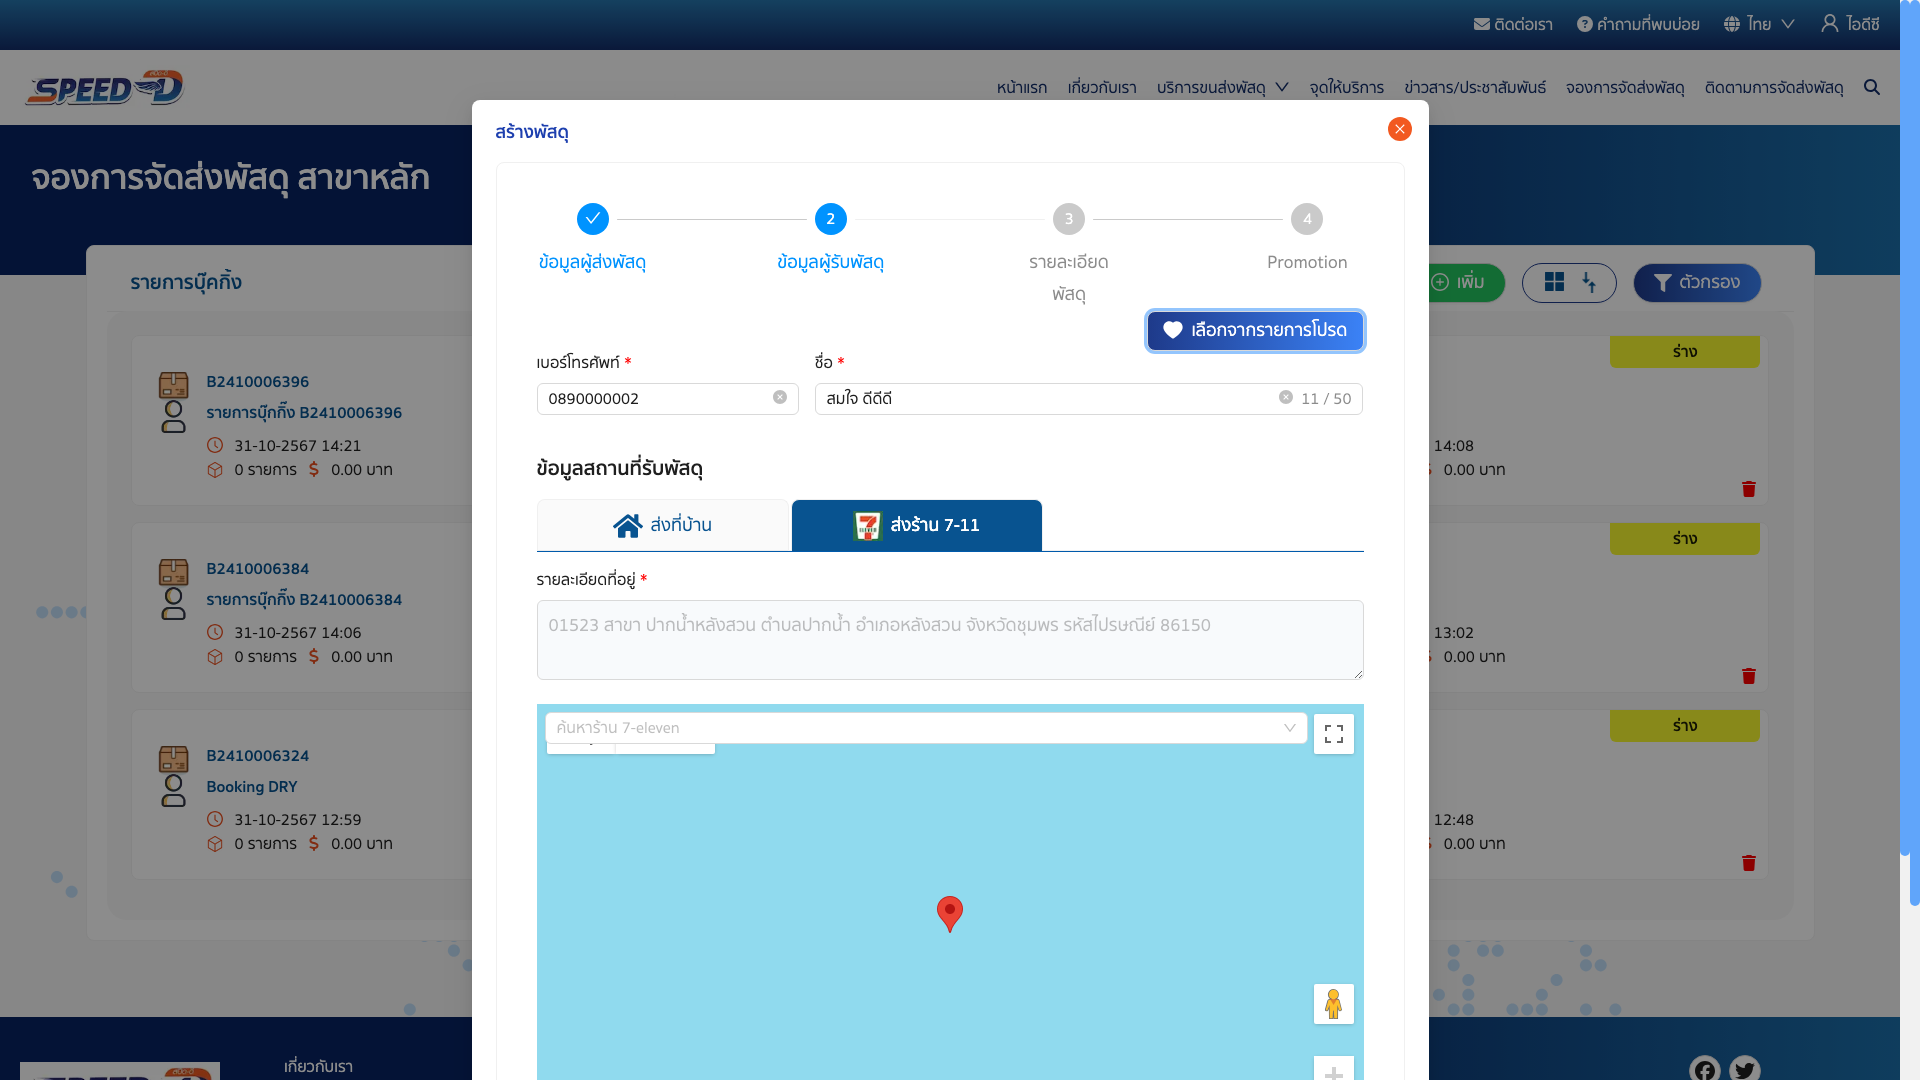 ติดต่อเรา
คำถามที่พบบ่อย
ไทย
ไอดีซี
SPEED-D
หน้าแรก
เกี่ยวกับเรา
บริการขนส่งพัสดุ
จุดให้บริการ
ข่าวสาร/ประชาสัมพันธ์
จองการจัดส่งพัสดุ
ติดตามการจัดส่งพัสดุ
จองการจัดส่งพัสดุ สาขาหลัก
รายการบุ๊คกิ้ง
เพิ่ม
ตัวกรอง
B2410006396
รายการบุ๊กกิ๊ง B2410006396
31-10-2567 14:21
0 รายการ $ 0.00 บาท
B2410006384
รายการบุ๊กกิ๊ง B2410006384
31-10-2567 14:06
0 รายการ $ 0.00 บาท
B2410006324
Booking DRY
31-10-2567 12:59
0 รายการ $ 0.00 บาท
สร้างพัสดุ
2
3
4
ข้อมูลผู้ส่งพัสดุ
ข้อมูลผู้รับพัสดุ
รายละเอียด
พัสดุ
Promotion
เลือกจากรายการโปรด
เบอร์โทรศัพท์ *
ชื่อ *
0890000002
สมใจ ดีดีดี
11 / 50
ข้อมูลสถานที่รับพัสดุ
ส่งที่บ้าน
ส่งร้าน 7-11
รายละเอียดที่อยู่ *
01523 สาขา ปากน้ำหลังสวน ตำบลปากน้ำ อำเภอหลังสวน จังหวัดชุมพร รหัสไปรษณีย์ 86150
ค้นหาร้าน 7-eleven
ร่าง
14:08
0.00 บาท
ร่าง
13:02
0.00 บาท
ร่าง
12:48
0.00 บาท
เกี่ยวกับเรา